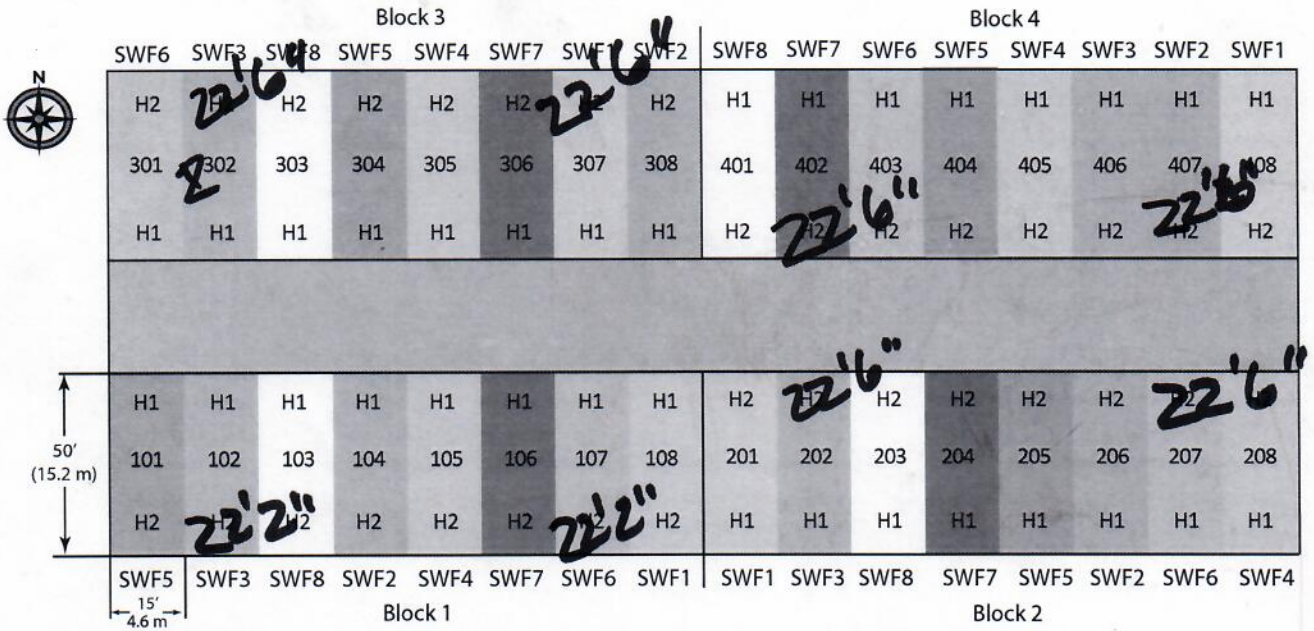 Block 3 Block 4
SWF6 SWF3 SWF8 SWF5 SWF4 SWF7 SWF1 SWF2 SWF8 SWF7 SWF6 SWF5 SWF4 SWF3 SWF2 SWF1
N
H2 22'6" H2 H2 H2 H2 22'6" H2 H1 H1 H1 H1 H1 H1 H1 H1
301 302 303 304 305 306 307 308 401 402 403 404 405 406 407 408
H1 H1 H1 H1 H1 H1 H1 H1 H2 H2 22'6" H2 H2 H2 H2 H2 22'6" H2
H1 H1 H1 H1 H1 H1 H1 H1 H2 22'6" H2 H2 H2 H2 22'6"
50'
(15.2 m)
101 102 103 104 105 106 107 108 201 202 203 204 205 206 207 208
H2 22'2" H2 H2 H2 H2 22'2" H2 H1 H1 H1 H1 H1 H1 H1 H1
SWF5 SWF3 SWF8 SWF2 SWF4 SWF7 SWF6 SWF1 SWF1 SWF3 SWF8 SWF7 SWF5 SWF2 SWF6 SWF4
15'
4.6 m
Block 1 Block 2